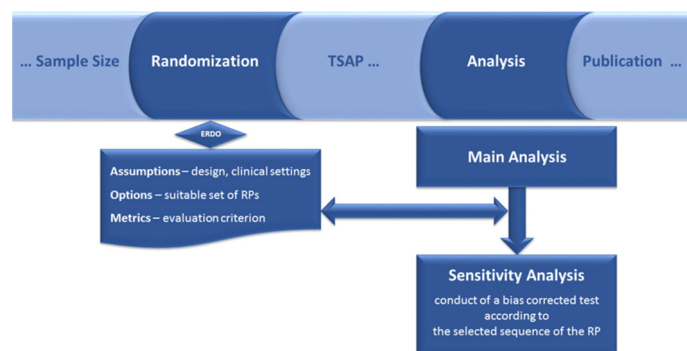 ... Sample Size
Randomization
TSAP ...
Analysis
Publication ...
ERDO
Assumptions – design, clinical settings
Options – suitable set of RPs
Metrics – evaluation criterion
Main Analysis
Sensitivity Analysis
conduct of a bias corrected test
according to
the selected sequence of the RP